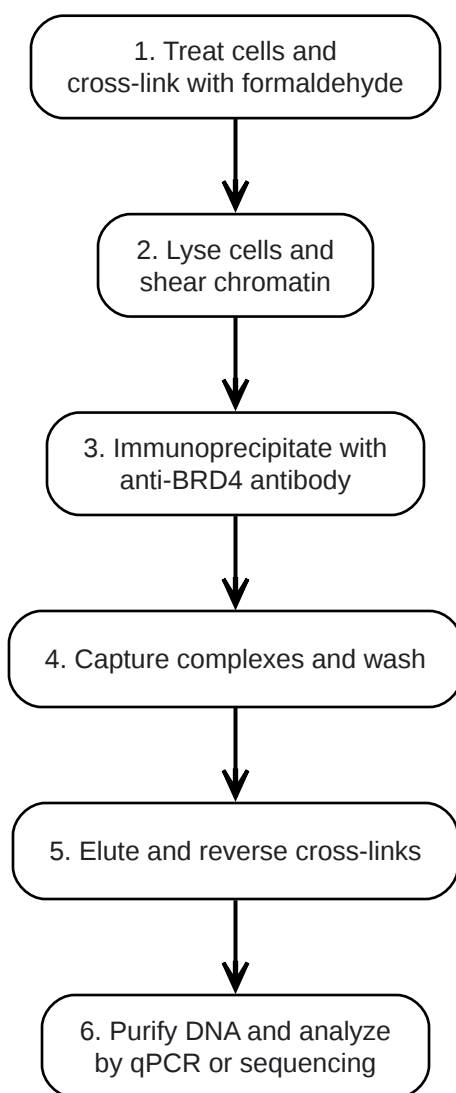 1. Treat cells and
cross-link with formaldehyde
2. Lyse cells and
shear chromatin
3. Immunoprecipitate with
anti-BRD4 antibody
4. Capture complexes and wash
5. Elute and reverse cross-links
6. Purify DNA and analyze
by qPCR or sequencing